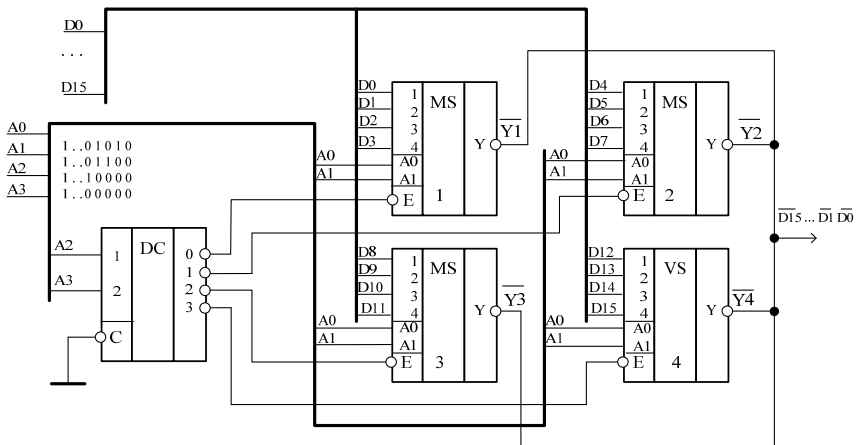 D0
. . .
D15
A0
A1
A2
A3
1..01010
1..01100
1..10000
1..00000
A2
A3
1
2
C
DC
0
1
2
3
D0
D1
D2
D3
A0
A1
1
2
3
4
A0
A1
E
MS
1
Y
Y1
D4
D5
D6
D7
A0
A1
1
2
3
4
A0
A1
E
MS
2
Y
Y2
D15...D1 D0
D8
D9
D10
D11
A0
A1
1
2
3
4
A0
A1
E
MS
3
Y
Y3
D12
D13
D14
D15
A0
A1
1
2
3
4
A0
A1
E
VS
4
Y
Y4